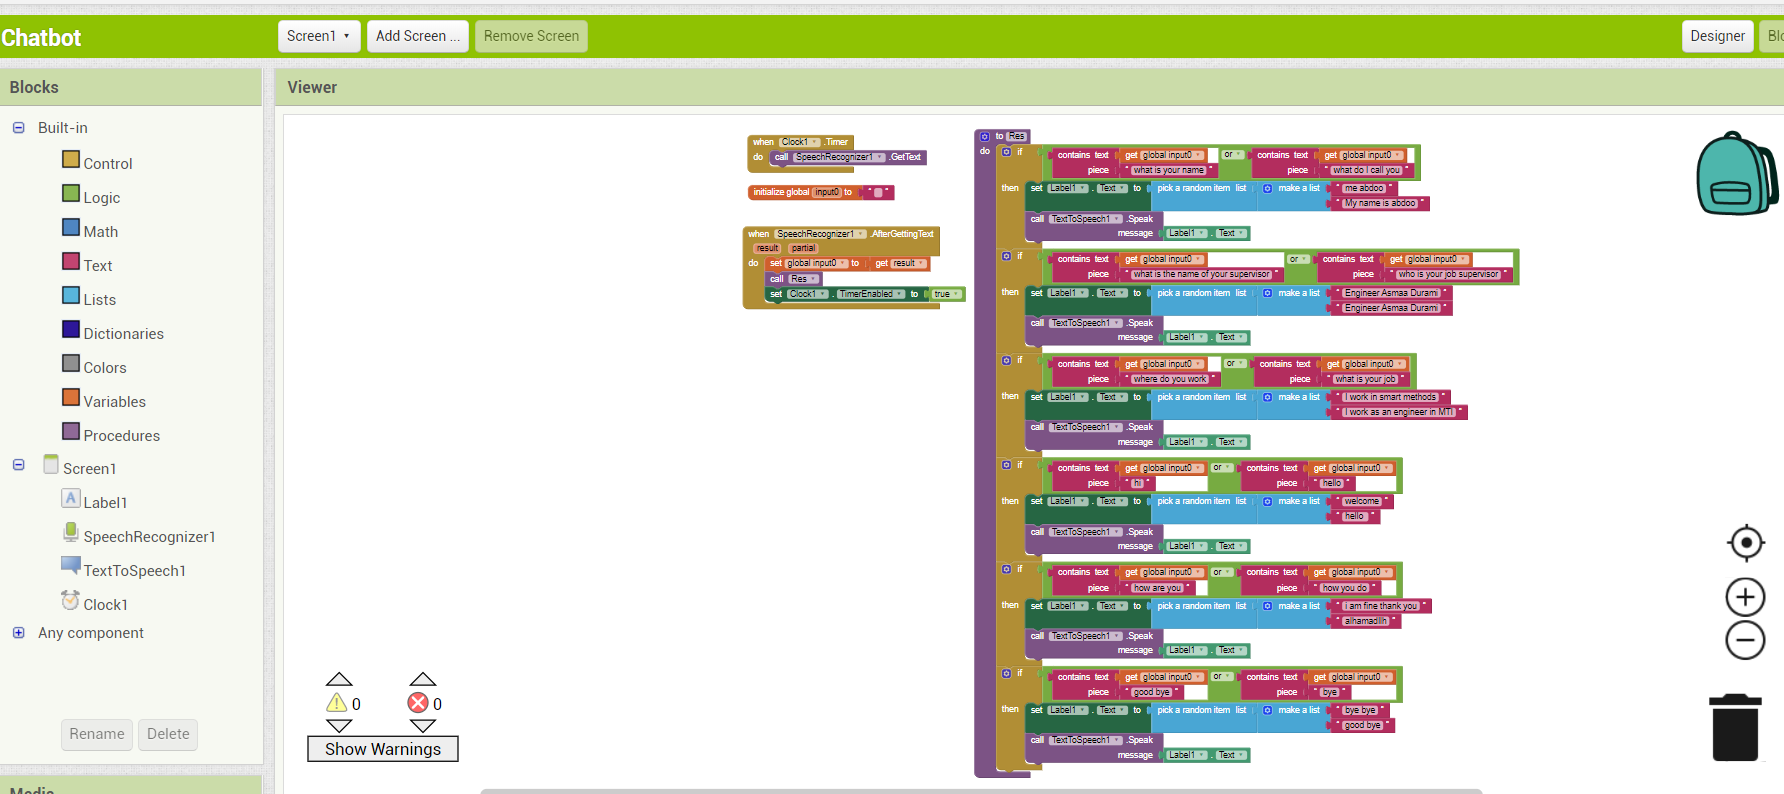 Chatbot
Screen1 Add Screen ... Remove Screen
Designer Blo
Blocks
Viewer
Built-in
Control
Logic
Math
Text
Lists
Dictionaries
Colors
Variables
Procedures
Screen1
Label1
SpeechRecognizer1
TextToSpeech1
Clock1
Any component
Rename Delete
Media
when Clock1 .Timer
do call SpeechRecognizer1 .GetText
initialize global input0 to " "
when SpeechRecognizer1 .AfterGettingText
result partial
do set global input0 to get result
call Res
set Clock1 . TimerEnabled to true
to Res
do if contains text get global input0 or contains text get global input0
piece " what is your name " piece " what do I call you "
then set Label1 . Text to pick a random item list make a list " me abdoo "
" My name is abdoo "
call TextToSpeech1 .Speak
message Label1 . Text
if contains text get global input0 or contains text get global input0
piece " what is the name of your supervisor " piece " who is your job supervisor "
then set Label1 . Text to pick a random item list make a list " Engineer Asmaa Durami "
" Engineer Asmaa Durami "
call TextToSpeech1 .Speak
message Label1 . Text
if contains text get global input0 or contains text get global input0
piece " where do you work " piece " what is your job "
then set Label1 . Text to pick a random item list make a list " I work in smart methods "
" I work as an engineer in MTI "
call TextToSpeech1 .Speak
message Label1 . Text
if contains text get global input0 or contains text get global input0
piece " hi " piece " hello "
then set Label1 . Text to pick a random item list make a list " welcome "
" hello "
call TextToSpeech1 .Speak
message Label1 . Text
if contains text get global input0 or contains text get global input0
piece " how are you " piece " how you do "
then set Label1 . Text to pick a random item list make a list " i am fine thank you "
" alhamadlih "
call TextToSpeech1 .Speak
message Label1 . Text
if contains text get global input0 or contains text get global input0
piece " good bye " piece " bye "
then set Label1 . Text to pick a random item list make a list " bye bye "
" good bye "
call TextToSpeech1 .Speak
message Label1 . Text
0 0
Show Warnings